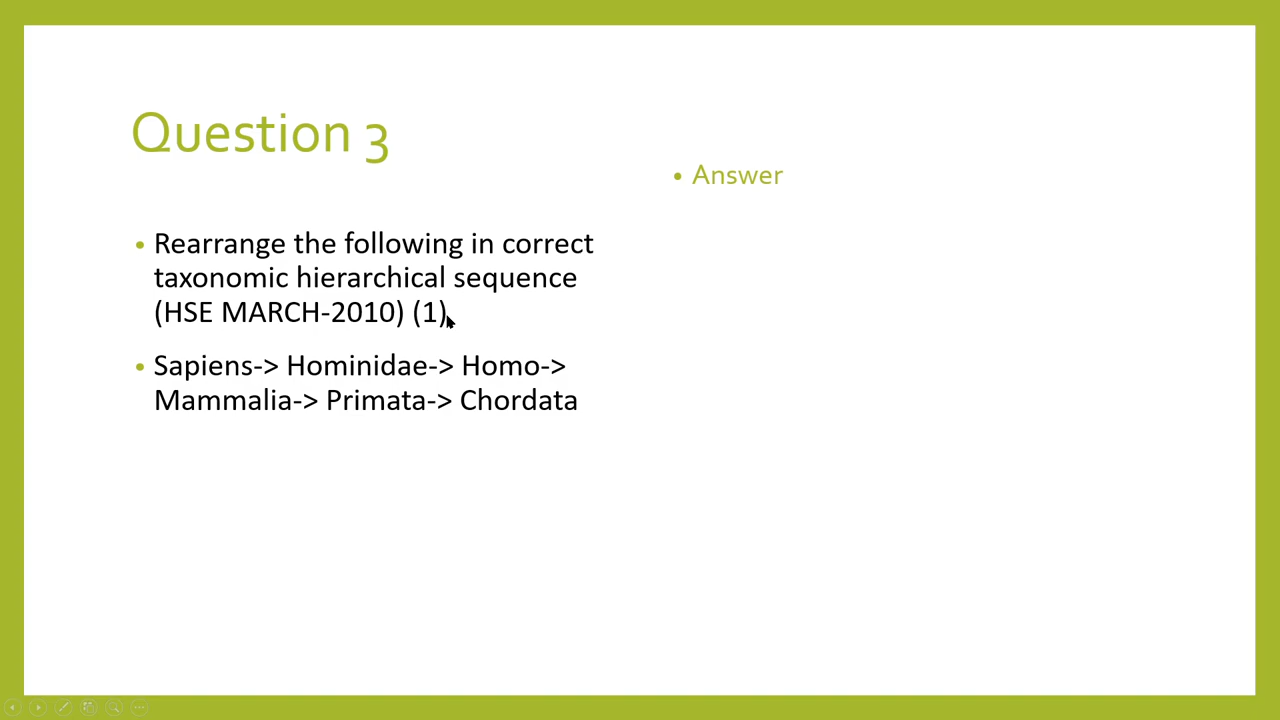 Question 3
Rearrange the following in correct
taxonomic hierarchical sequence
(HSE MARCH-2010) (1)
Sapiens-> Hominidae-> Homo->
Mammalia-> Primata-> Chordata
Answer